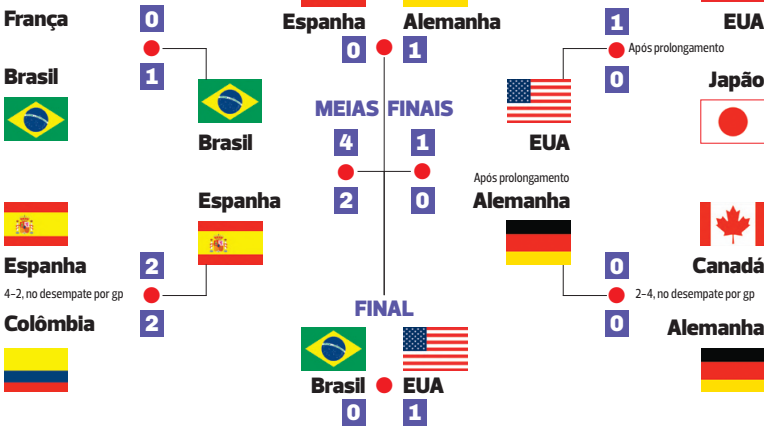 França 0
Brasil 1
Brasil
Espanha
Espanha 2
4–2, no desempate por gp
Colômbia 2
Espanha Alemanha
0 1
MEIAS FINAIS
4 1
2 0
FINAL
Brasil EUA
0 1
1 EUA
Após prolongamento
0 Japão
EUA
Após prolongamento
Alemanha
0 Canadá
2–4, no desempate por gp
0 Alemanha